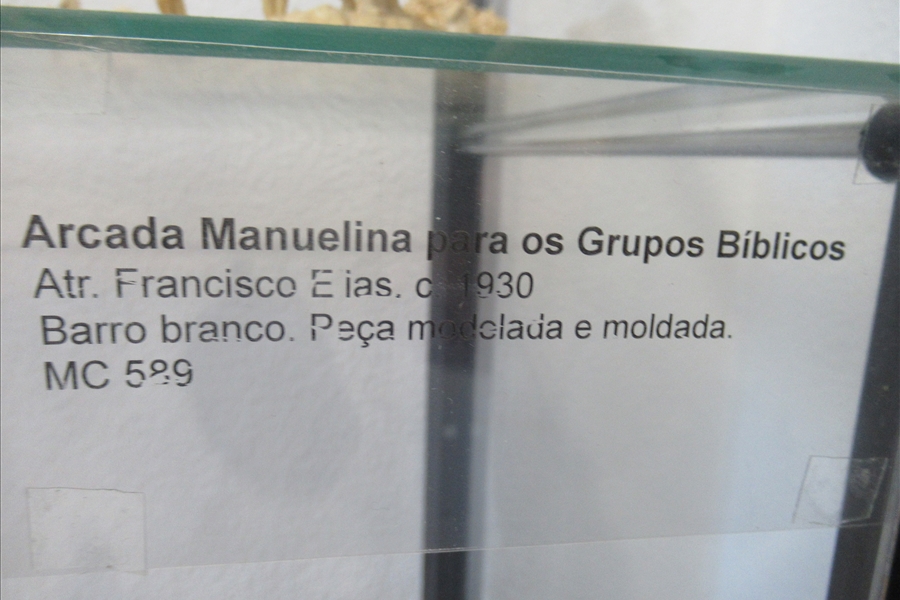 Arcada Manuelina para os Grupos Bíblicos
Atr. Francisco Elias. c. 1930
Barro branco. Peça modelada e moldada.
MC 589